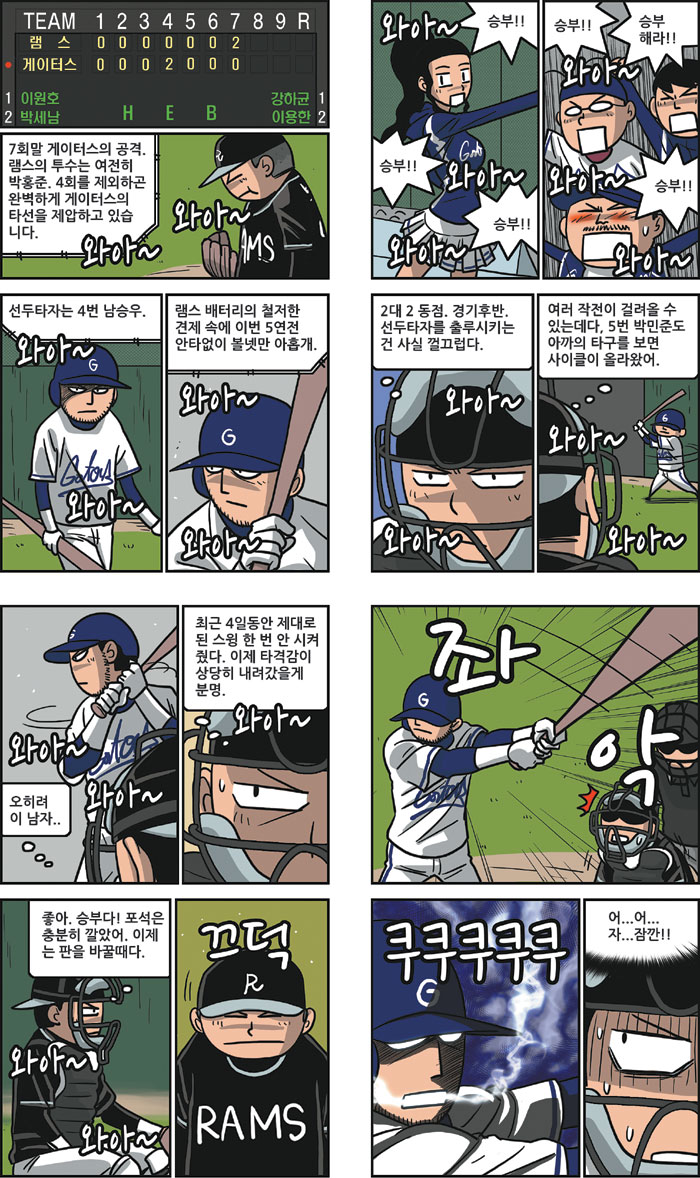 TEAM 1 2 3 4 5 6 7 8 9 R
램 스 0 0 0 0 0 0 2
게이터스 0 0 0 2 0 0 0
1 이원호 강하균 1
2 박세남 H E B 이용한 2
7회말 게이터스의 공격.
램스의 투수는 여전히
박홍준. 4회를 제외하곤
완벽하게 게이터스의
타선을 제압하고 있습
니다.
R
와아~
와아~
RAMS
선두타자는 4번 남승우.
와아~
G
Gators
와아~
램스 배터리의 철저한
견제 속에 이번 5연전
안타없이 볼넷만 아홉개.
와아~
G
와아~
와아~
승부!!
승부!!
와아~
Gators
승부!!
와아~
승부!!
승부
해라!!
와아~
승부!!
와아~
2대 2 동점. 경기후반.
선두타자를 출루시키는
건 사실 껄끄럽다.
와아~
와아~
여러 작전이 걸려올 수
있는데다, 5번 박민준도
아까의 타구를 보면
사이클이 올라왔어.
와아~
와아~
G
Gators
와아~
오히려
이 남자..
와아~
최근 4일동안 제대로
된 스윙 한 번 안 시켜
줬다. 이제 타격감이
상당히 내려갔을게
분명.
와아~
좋아. 승부다! 포석은
충분히 깔았어. 이제
는 판을 바꿀때다.
와아~
와아~
끄덕
R
RAMS
좌
악
G
Gators
쿠쿠쿠쿠쿠
G
어...어...
자...잠깐!!